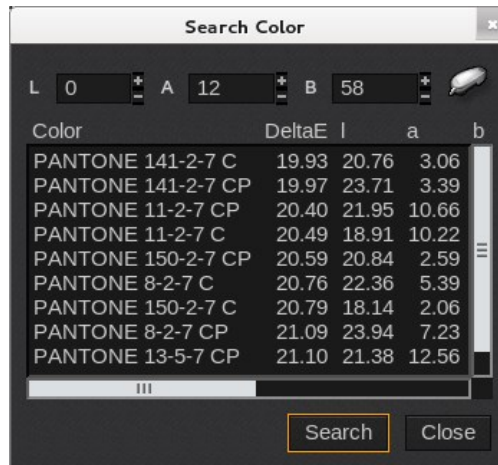 Search Color
L 0 A 12 B 58
Color DeltaE l a b
PANTONE 141-2-7 C 19.93 20.76 3.06
PANTONE 141-2-7 CP 19.97 23.71 3.39
PANTONE 11-2-7 CP 20.40 21.95 10.66
PANTONE 11-2-7 C 20.49 18.91 10.22
PANTONE 150-2-7 CP 20.59 20.84 2.59
PANTONE 8-2-7 C 20.76 22.36 5.39
PANTONE 150-2-7 C 20.79 18.14 2.06
PANTONE 8-2-7 CP 21.09 23.94 7.23
PANTONE 13-5-7 CP 21.10 21.38 12.56
Search Close